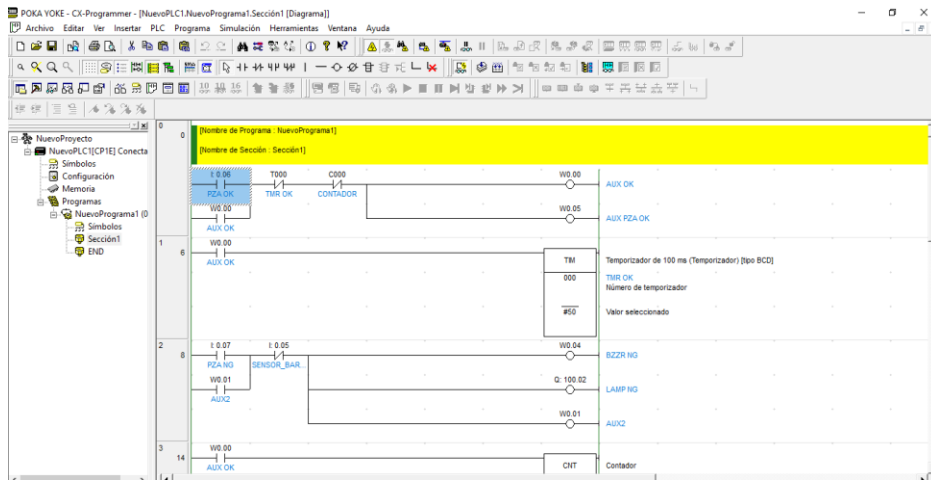 POKA YOKE - CX-Programmer - [NuevoPLC1.NuevoPrograma1.Sección1 [Diagrama]]
Archivo Editar Ver Insertar PLC Programa Simulación Herramientas Ventana Ayuda
NuevoProyecto
NuevoPLC1[CP1E] Conecta
Símbolos
Configuración
Memoria
Programas
NuevoPrograma1 (0
Símbolos
Sección1
END
0
0
[Nombre de Programa : NuevoPrograma1]
[Nombre de Sección : Sección1]
I: 0.06 T000 C000 W0.00
AUX OK
PZA OK TMR OK CONTADOR
W0.00 W0.05
AUX PZA OK
AUX OK
1
6
W0.00
AUX OK
TIM Temporizador de 100 ms (Temporizador) [tipo BCD]
000 TMR OK
Número de temporizador
#50 Valor seleccionado
2
8
I: 0.07 I: 0.05 W0.04
BZZR NG
PZA NG SENSOR_BAR...
W0.01 Q: 100.02
LAMP NG
AUX2
W0.01
AUX2
3
14
W0.00
AUX OK
CNT Contador